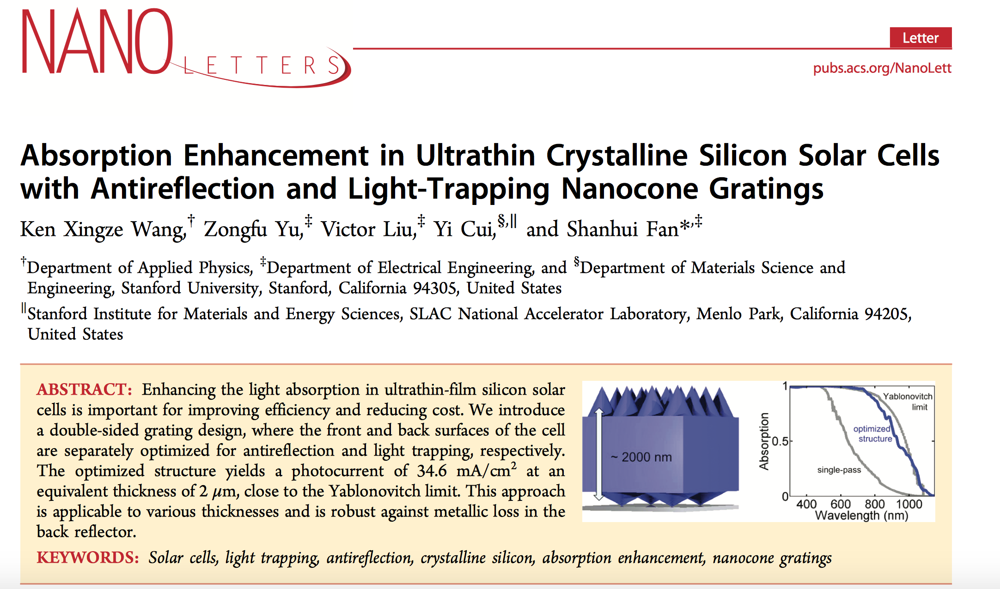 NANO LETTERS
Letter
pubs.acs.org/NanoLett
Absorption Enhancement in Ultrathin Crystalline Silicon Solar Cells
with Antireflection and Light-Trapping Nanocone Gratings
Ken Xingze Wang,† Zongfu Yu,‡ Victor Liu,‡ Yi Cui,§,∥ and Shanhui Fan*,‡
†Department of Applied Physics, ‡Department of Electrical Engineering, and §Department of Materials Science and
Engineering, Stanford University, Stanford, California 94305, United States
∥Stanford Institute for Materials and Energy Sciences, SLAC National Accelerator Laboratory, Menlo Park, California 94205,
United States
ABSTRACT: Enhancing the light absorption in ultrathin-film silicon solar
cells is important for improving efficiency and reducing cost. We introduce
a double-sided grating design, where the front and back surfaces of the cell
are separately optimized for antireflection and light trapping, respectively.
The optimized structure yields a photocurrent of 34.6 mA/cm² at an
equivalent thickness of 2 μm, close to the Yablonovitch limit. This approach
is applicable to various thicknesses and is robust against metallic loss in the
back reflector.
~ 2000 nm
Absorption
1
0.5
0
Yablonovitch
limit
optimized
structure
single-pass
400 600 800 1000
Wavelength (nm)
KEYWORDS: Solar cells, light trapping, antireflection, crystalline silicon, absorption enhancement, nanocone gratings